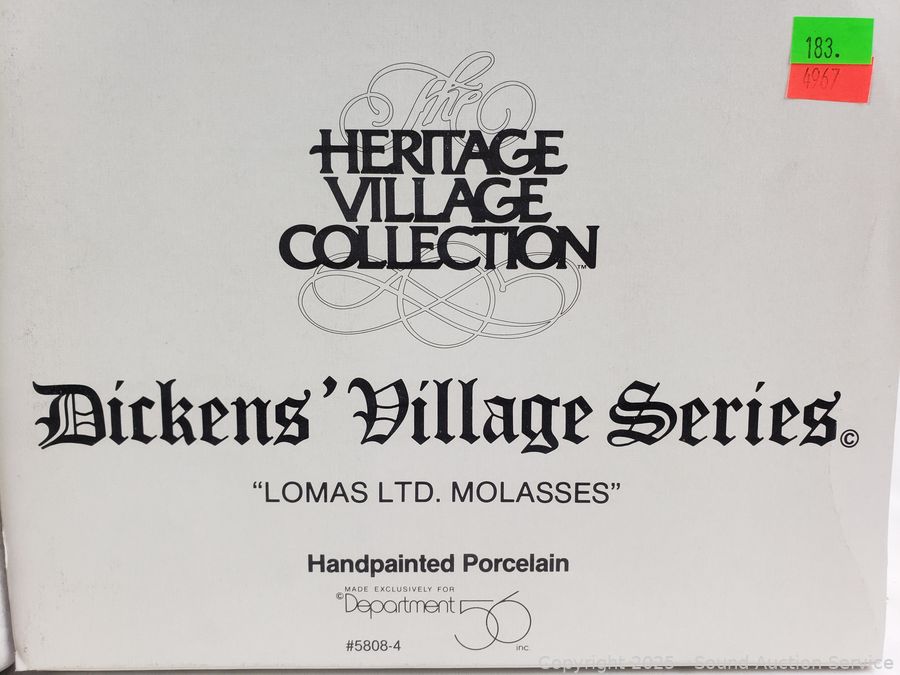 183.
4967
The
HERITAGE
VILLAGE
COLLECTION™
Dickens' Village Series©
“LOMAS LTD. MOLASSES”
Handpainted Porcelain
MADE EXCLUSIVELY FOR
©Department 56 inc.
#5808-4
Copyright 2025 - Sound Auction Service